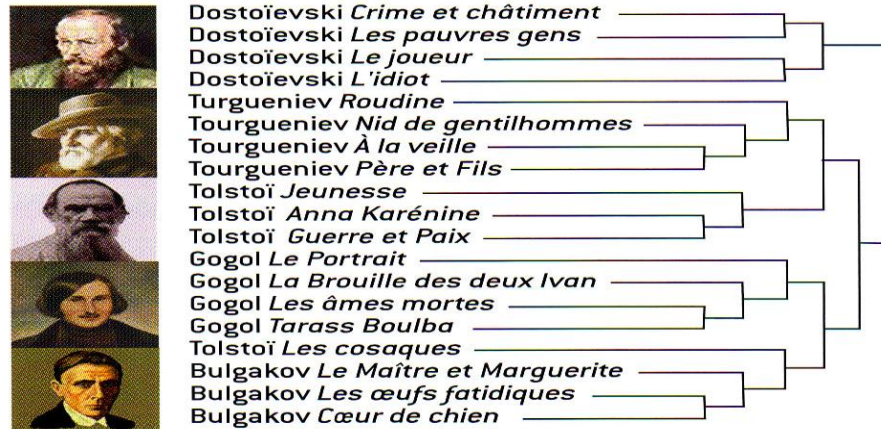 Dostoïevski Crime et châtiment
Dostoïevski Les pauvres gens
Dostoïevski Le joueur
Dostoïevski L'idiot
Turgueniev Roudine
Tourgueniev Nid de gentilhommes
Tourgueniev À la veille
Tourgueniev Père et Fils
Tolstoï Jeunesse
Tolstoï Anna Karénine
Tolstoï Guerre et Paix
Gogol Le Portrait
Gogol La Brouille des deux Ivan
Gogol Les âmes mortes
Gogol Tarass Boulba
Tolstoï Les cosaques
Bulgakov Le Maître et Marguerite
Bulgakov Les œufs fatidiques
Bulgakov Cœur de chien